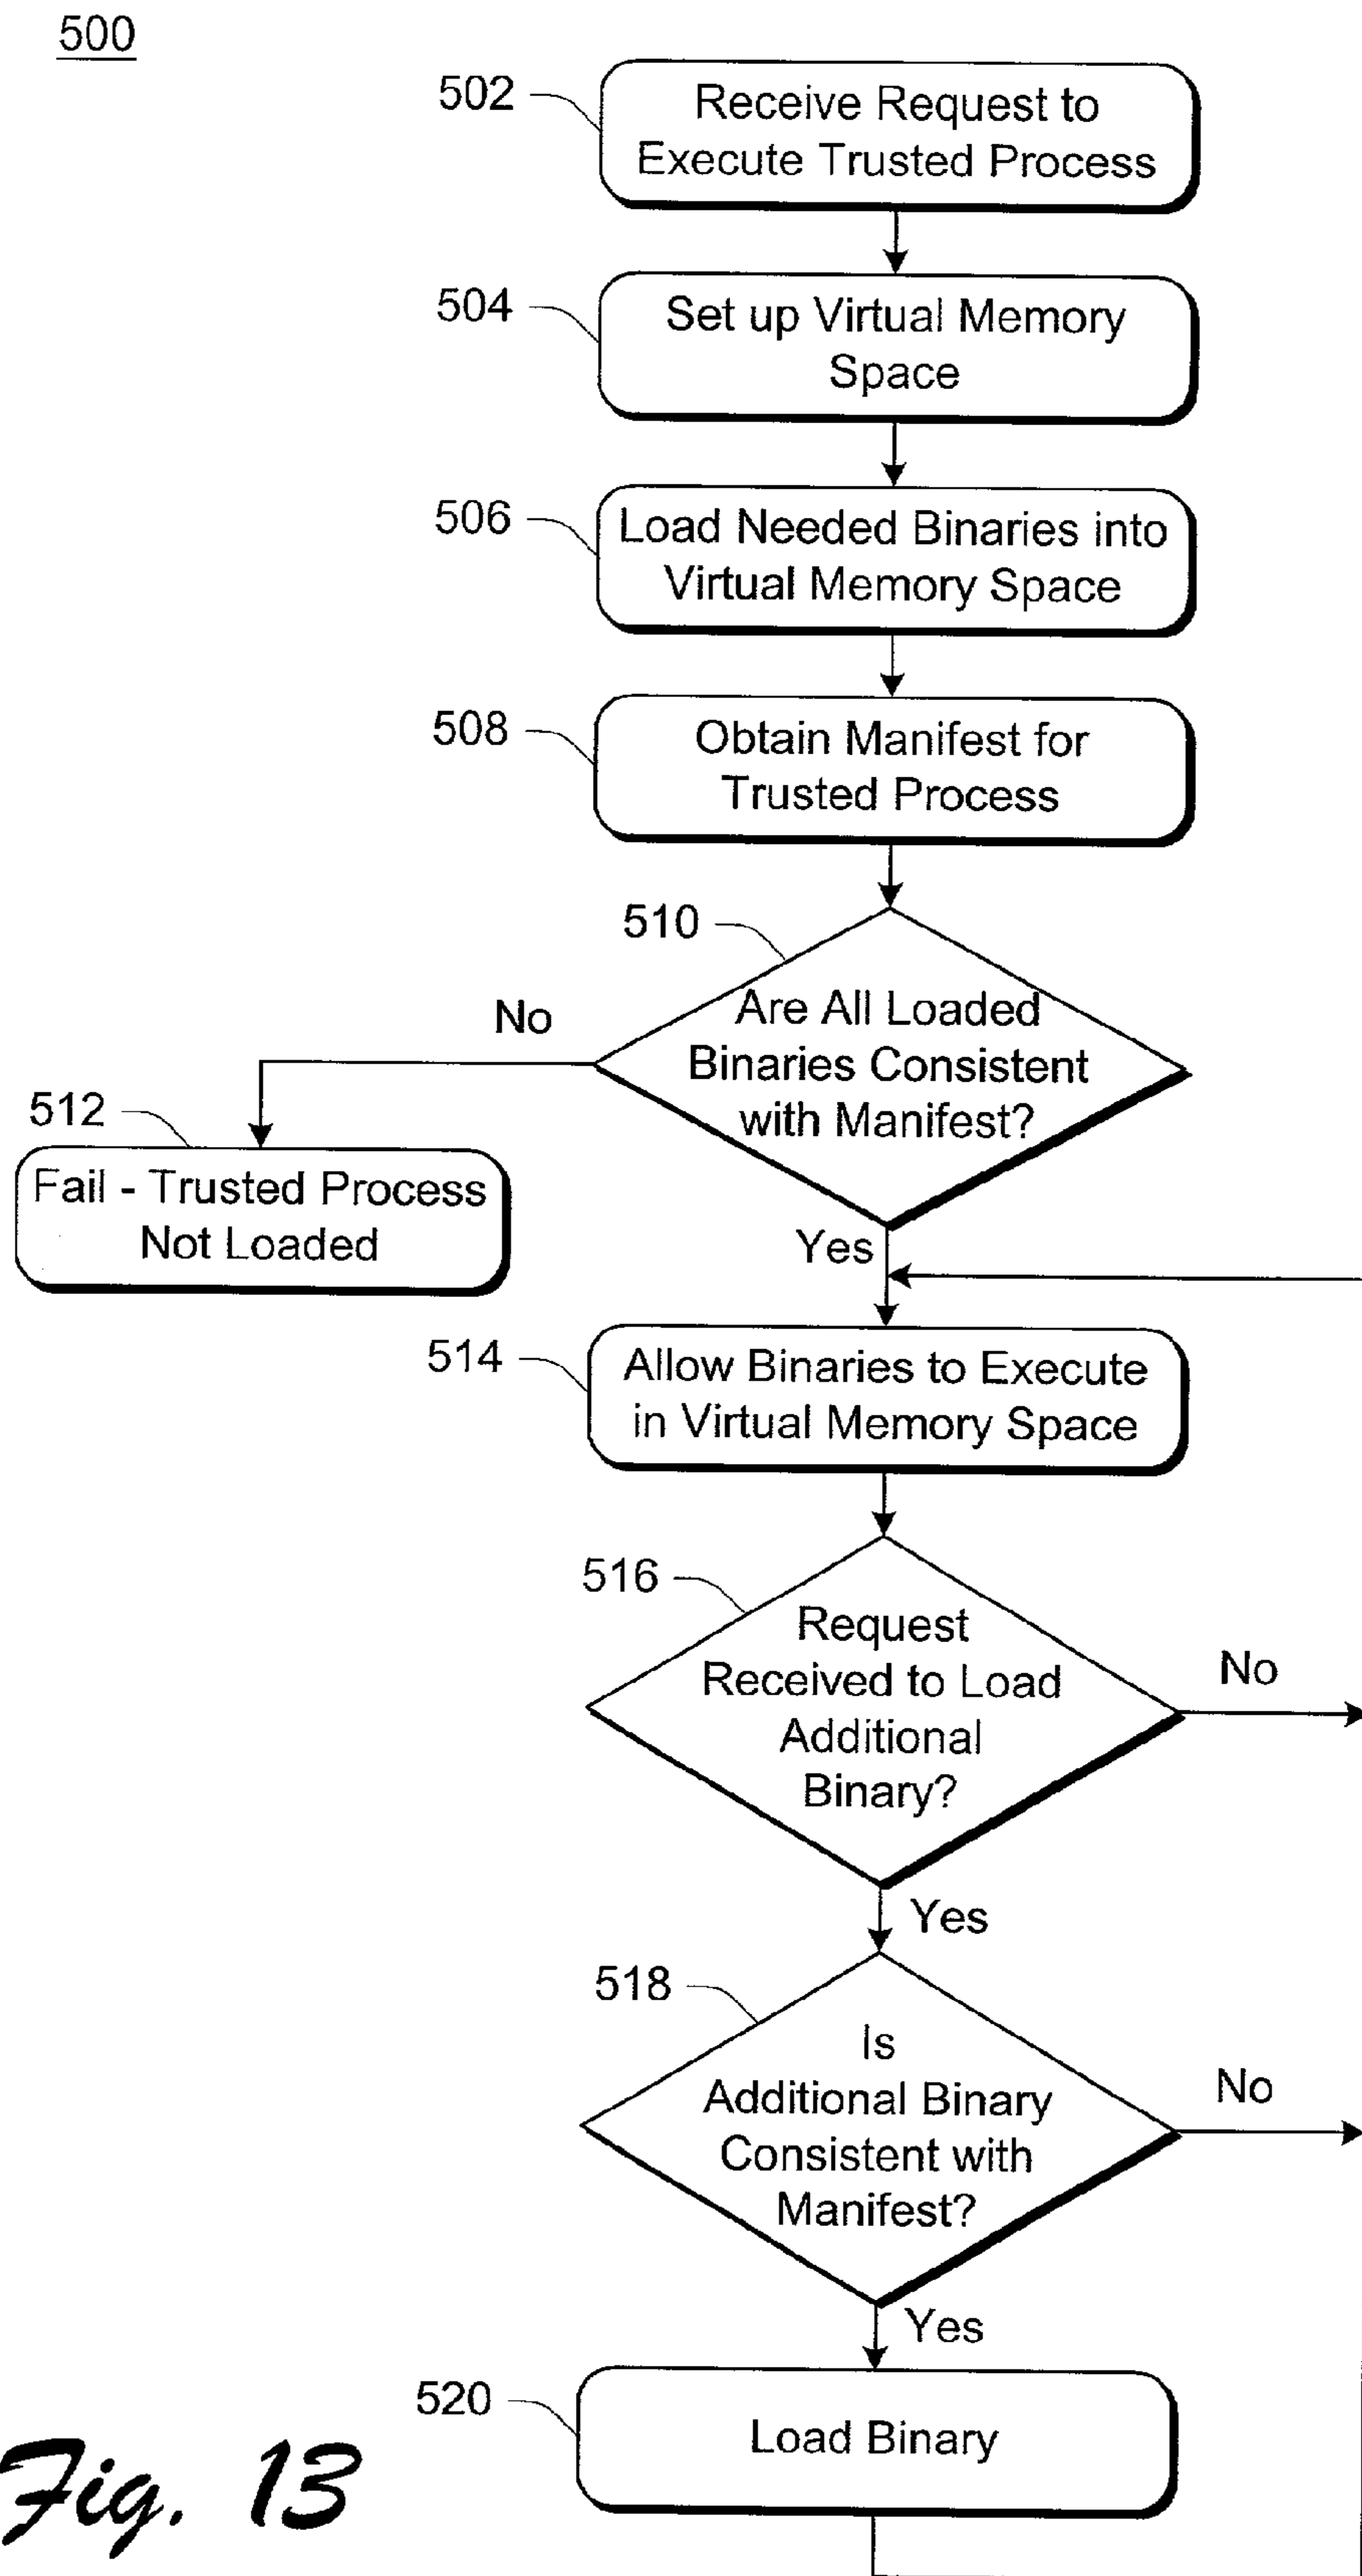 500
502
Receive Request to
Execute Trusted Process
504
Set up Virtual Memory
Space
506
Load Needed Binaries into
Virtual Memory Space
508
Obtain Manifest for
Trusted Process
510
Are All Loaded
Binaries Consistent
with Manifest?
No
512
Fail - Trusted Process
Not Loaded
Yes
514
Allow Binaries to Execute
in Virtual Memory Space
516
Request
Received to Load
Additional
Binary?
No
Yes
518
Is
Additional Binary
Consistent with
Manifest?
No
Yes
520
Load Binary
Fig. 13